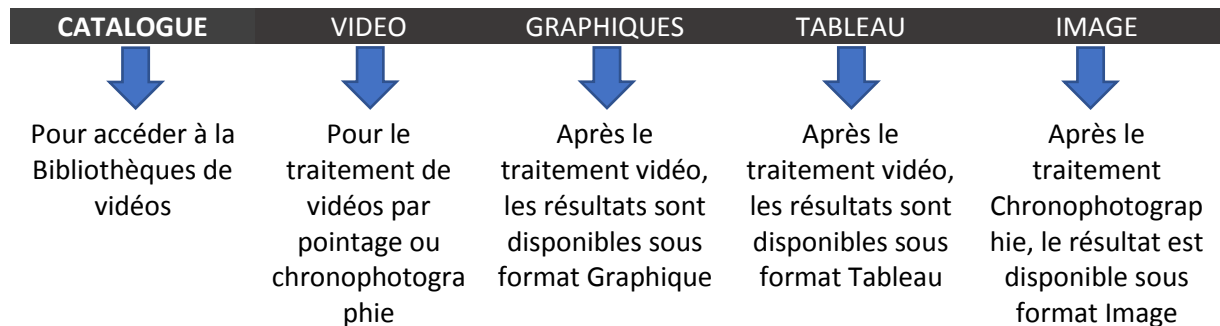 CATALOGUE VIDEO GRAPHIQUES TABLEAU IMAGE
Pour accéder à la
Bibliothèques de
vidéos
Pour le
traitement de
vidéos par
pointage ou
chronophotogra
phie
Après le
traitement vidéo,
les résultats sont
disponibles sous
format Graphique
Après le
traitement vidéo,
les résultats sont
disponibles sous
format Tableau
Après le
traitement
Chronophotograp
hie, le résultat est
disponible sous
format Image